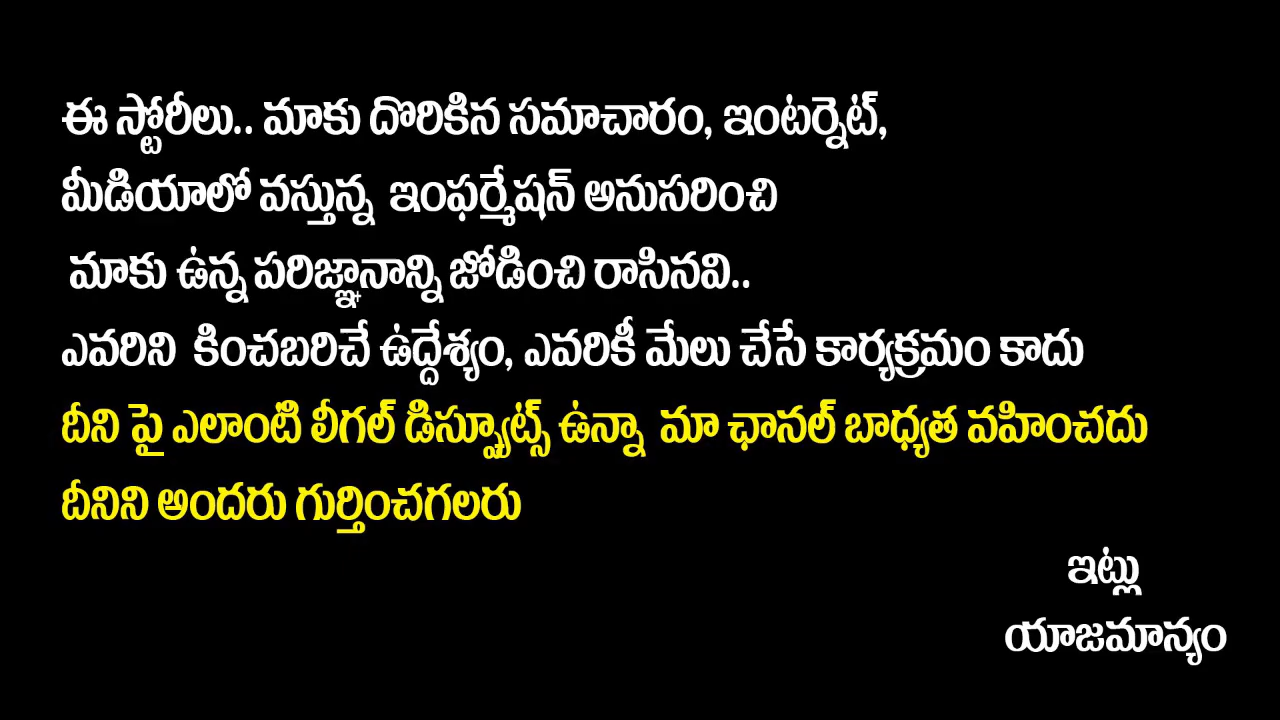 ఈ స్టోరీలు.. మాకు దొరికిన సమాచారం, ఇంటర్నెట్,
మీడియాలో వస్తున్న ఇంఫర్మేషన్ అనుసరించి
మాకు ఉన్న పరిజ్ఞానాన్ని జోడించి రాసినవి..
ఎవరిని కించబరిచే ఉద్దేశ్యం, ఎవరికీ మేలు చేసే కార్యక్రమం కాదు
దీని పై ఎలాంటి లీగల్ డిస్ప్యూట్స్ ఉన్నా మా ఛానల్ బాధ్యత వహించదు
దీనిని అందరు గుర్తించగలరు
ఇట్లు
యాజమాన్యం